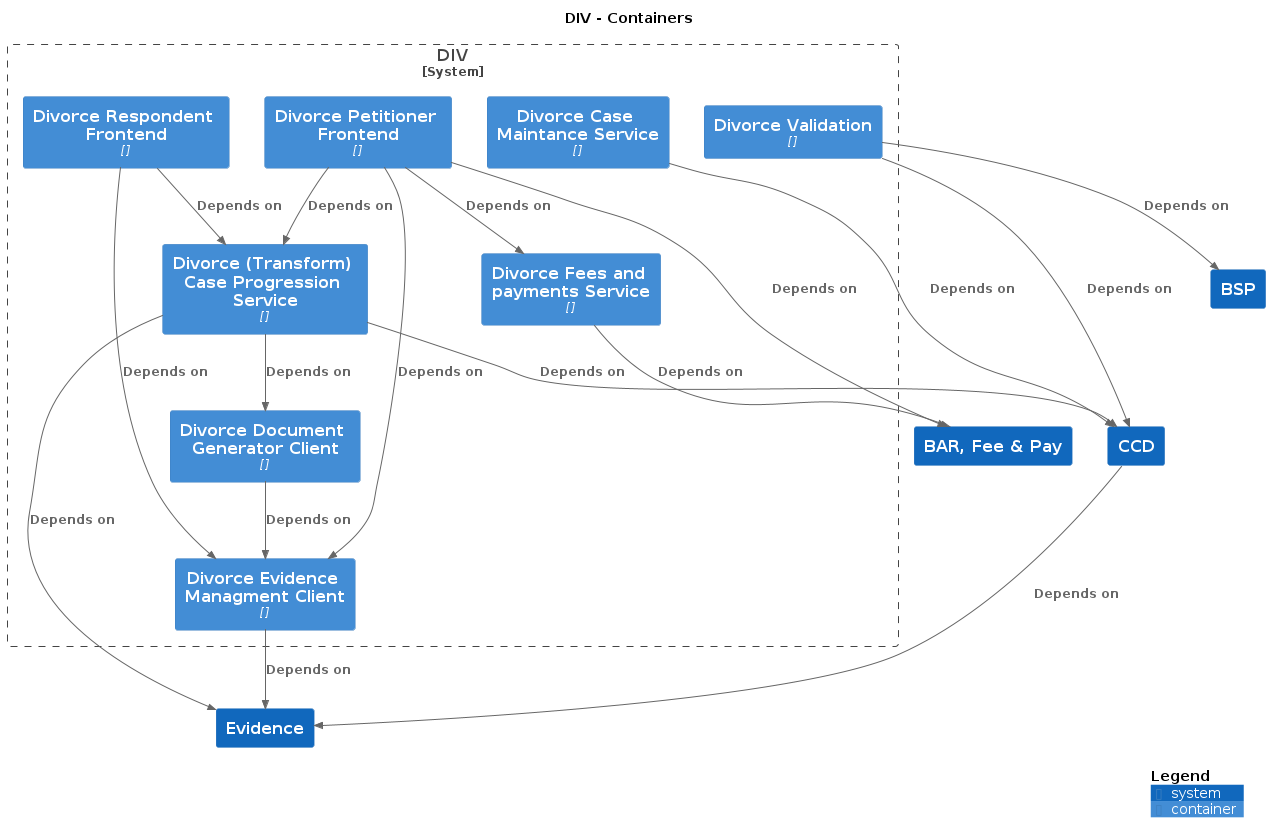 DIV - Containers
DIV
[System]
Divorce Respondent
Frontend
[]
Divorce Petitioner
Frontend
[]
Divorce Case
Maintance Service
[]
Divorce Validation
[]
Depends on
Depends on
Depends on
Depends on
Divorce (Transform)
Case Progression
Service
[]
Divorce Fees and
payments Service
[]
Depends on
Depends on
Depends on
BSP
Depends on
Depends on
Depends on
Depends on
Depends on
Divorce Document
Generator Client
[]
BAR, Fee & Pay
CCD
Depends on
Depends on
Divorce Evidence
Managment Client
[]
Depends on
Depends on
Evidence
Legend
system
container